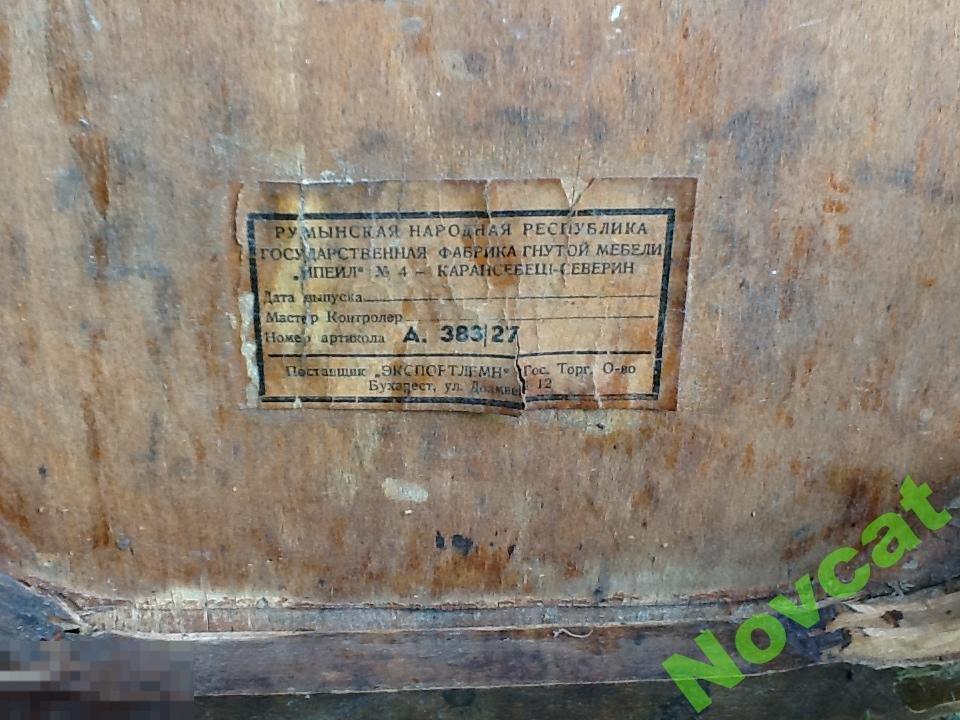 РУМЫНСКАЯ НАРОДНАЯ РЕСПУБЛИКА
ГОСУДАРСТВЕННАЯ ФАБРИКА ГНУТОЙ МЕБЕЛИ
„ИПЕИЛ“ № 4 – КАРАНСЕБЕШ-СЕВЕРИН
Дата выпуска
Мастер Контролер
Номер артикола А. 383/27
Поставщик „ЭКСПОРТЛЕМН“ Гос. Торг. О-во
Бухарест, ул. 12
Novcat